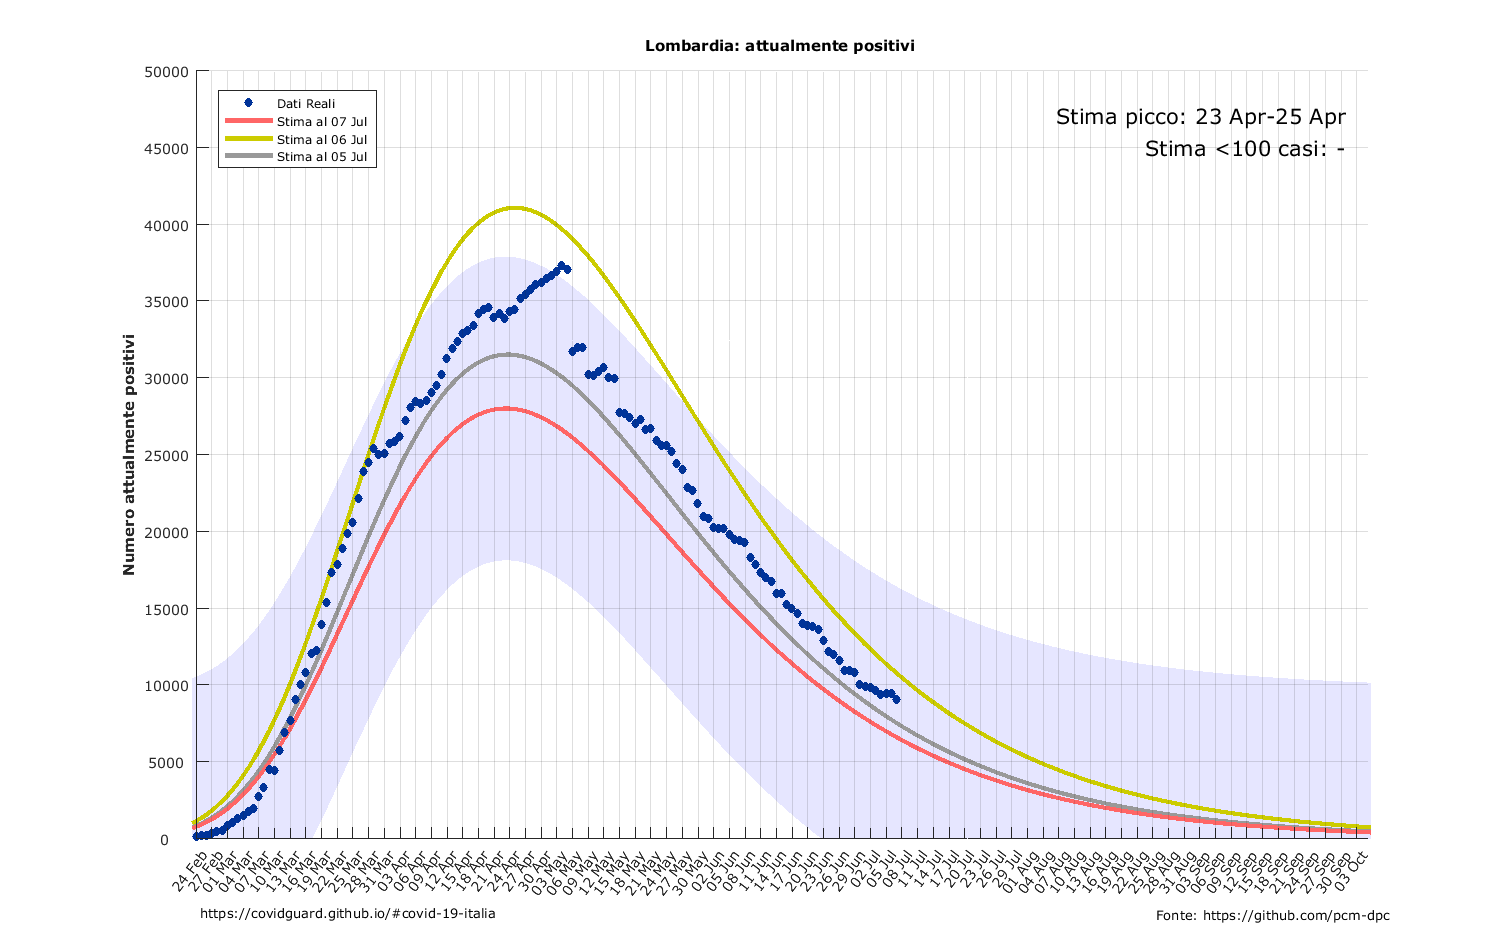 Lombardia: attualmente positivi
Stima picco: 23 Apr-25 Apr
Stima <100 casi: -
Dati Reali
Stima al 07 Jul
Stima al 06 Jul
Stima al 05 Jul
Numero attualmente positivi
50000
45000
40000
35000
30000
25000
20000
15000
10000
5000
0
24 Feb
27 Feb
01 Mar
04 Mar
07 Mar
10 Mar
13 Mar
16 Mar
19 Mar
22 Mar
25 Mar
28 Mar
31 Mar
03 Apr
06 Apr
09 Apr
12 Apr
15 Apr
18 Apr
21 Apr
24 Apr
27 Apr
30 Apr
03 May
06 May
09 May
12 May
15 May
18 May
21 May
24 May
27 May
30 May
02 Jun
05 Jun
08 Jun
11 Jun
14 Jun
17 Jun
20 Jun
23 Jun
26 Jun
29 Jun
02 Jul
05 Jul
08 Jul
11 Jul
14 Jul
17 Jul
20 Jul
23 Jul
26 Jul
29 Jul
01 Aug
04 Aug
07 Aug
10 Aug
13 Aug
16 Aug
19 Aug
22 Aug
25 Aug
28 Aug
31 Aug
03 Sep
06 Sep
09 Sep
12 Sep
15 Sep
18 Sep
21 Sep
24 Sep
27 Sep
30 Sep
03 Oct
https://covidguard.github.io/#covid-19-italia
Fonte: https://github.com/pcm-dpc